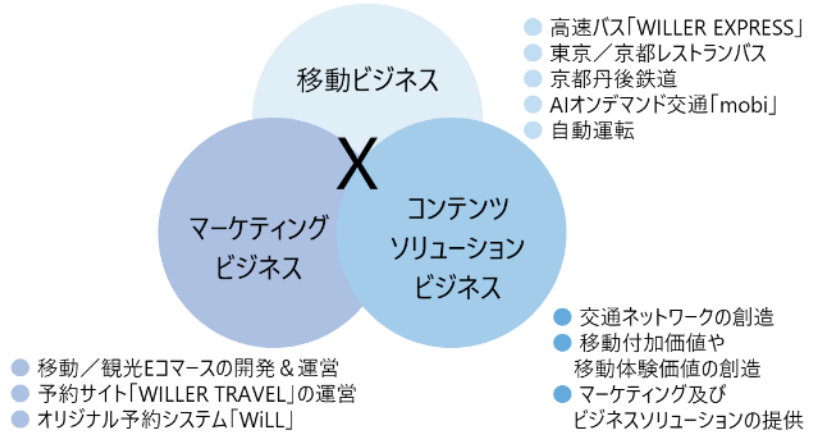 移動ビジネス
● 高速バス「WILLER EXPRESS」
● 東京／京都レストランバス
● 京都丹後鉄道
● AIオンデマンド交通「mobi」
● 自動運転
X
マーケティング
ビジネス
コンテンツ
ソリューション
ビジネス
● 交通ネットワークの創造
● 移動付加価値や
移動体験価値の創造
● マーケティング及び
ビジネスソリューションの提供
● 移動／観光Eコマースの開発＆運営
● 予約サイト「WILLER TRAVEL」の運営
● オリジナル予約システム「WiLL」